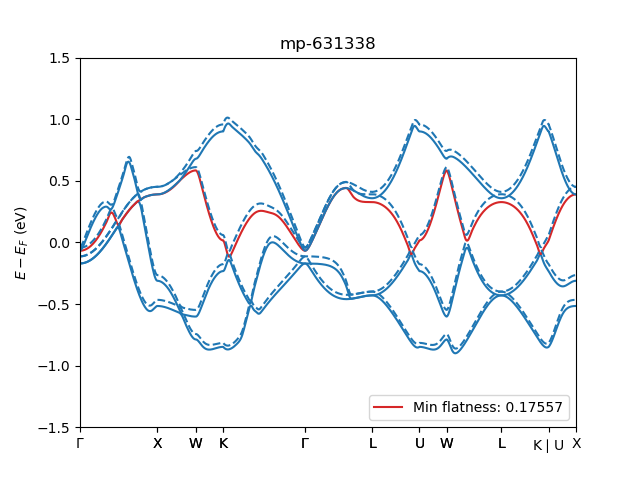 mp-631338
1.5
1.0
0.5
0.0
−0.5
−1.0
−1.5
E − E_F (eV)
Min flatness: 0.17557
Γ X W K Γ L U W L K | U X